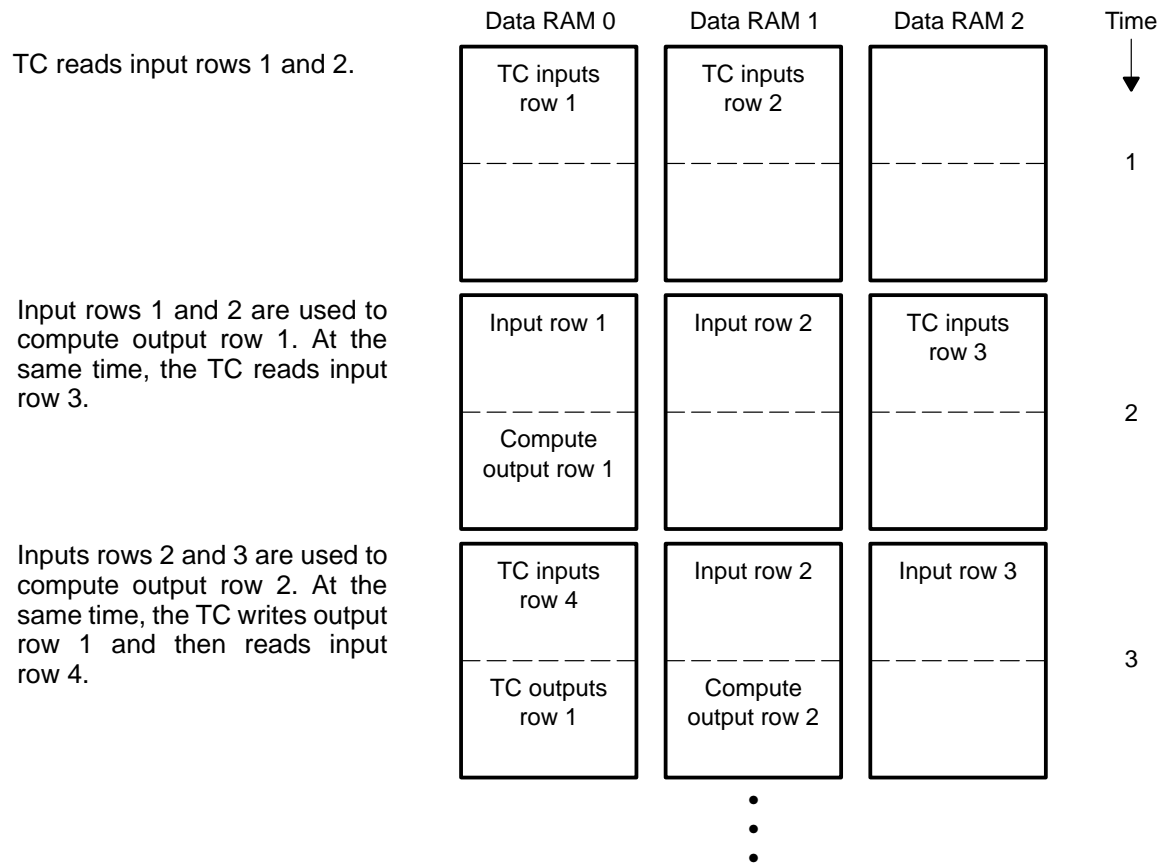 Data RAM 0 Data RAM 1 Data RAM 2 Time
TC reads input rows 1 and 2.
TC inputs
row 1
TC inputs
row 2
1
Input rows 1 and 2 are used to
compute output row 1. At the
same time, the TC reads input
row 3.
Input row 1
Input row 2
TC inputs
row 3
Compute
output row 1
2
Inputs rows 2 and 3 are used to
compute output row 2. At the
same time, the TC writes output
row 1 and then reads input
row 4.
TC inputs
row 4
Input row 2
Input row 3
TC outputs
row 1
Compute
output row 2
3